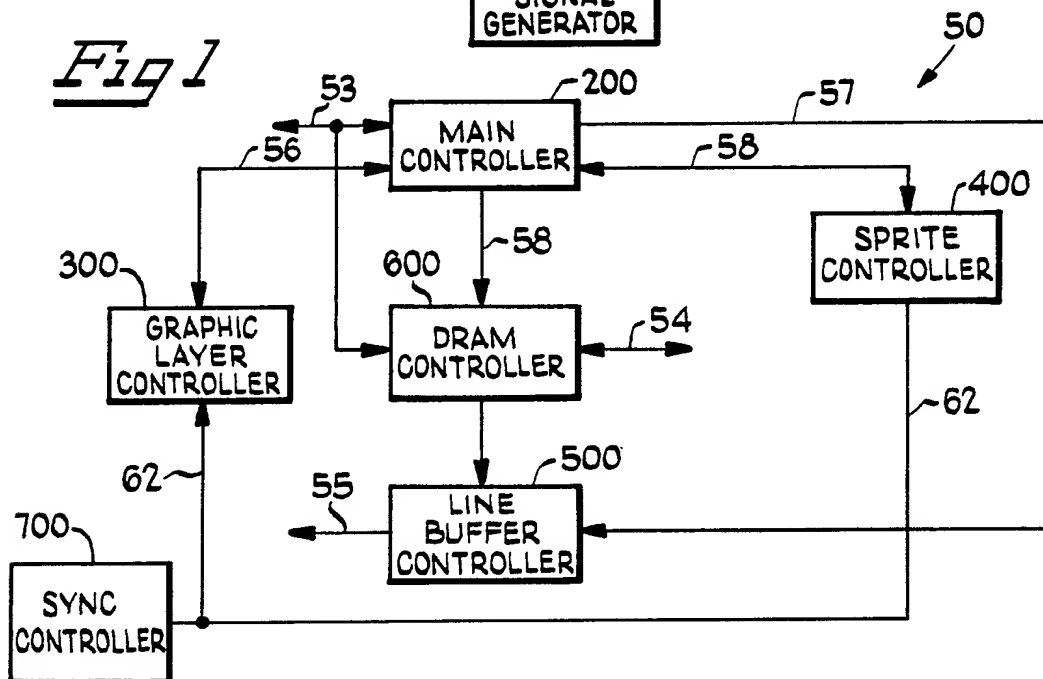 SIGNAL
GENERATOR
Fig 1
50
53
200
57
MAIN
CONTROLLER
56
58
400
SPRITE
CONTROLLER
58
300
600
GRAPHIC
LAYER
CONTROLLER
DRAM
CONTROLLER
54
62
62
55
500
LINE
BUFFER
CONTROLLER
700
SYNC
CONTROLLER